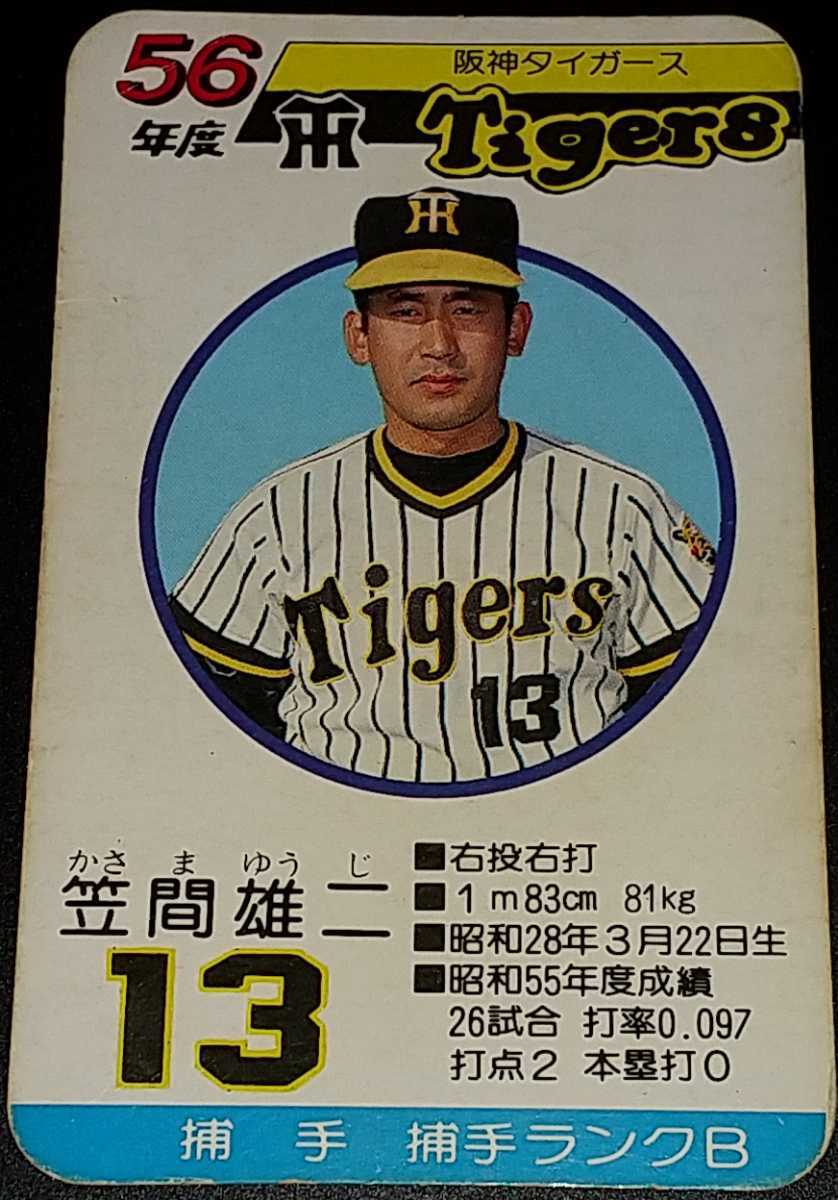 56
年度
阪神タイガース
TH Tigers
TH
Tigers
13
かさ ま ゆう じ
笠間雄二
13
■右投右打
■1m83cm 81kg
■昭和28年3月22日生
■昭和55年度成績
26試合 打率0.097
打点2 本塁打0
捕手 捕手ランクB